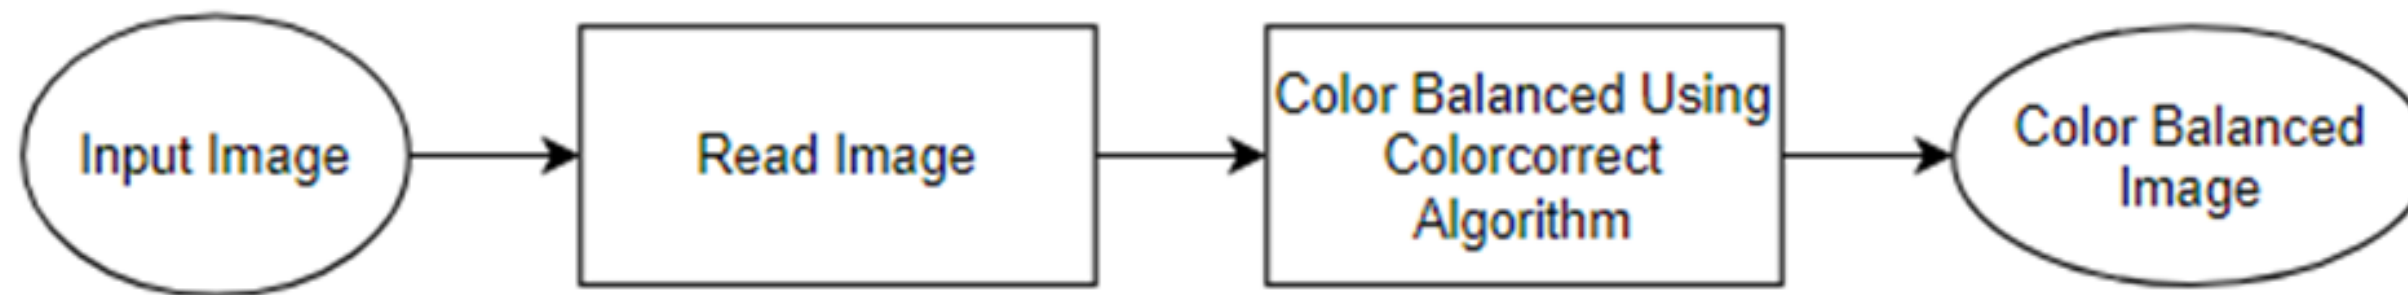 Input Image
Read Image
Color Balanced Using
Colorcorrect
Algorithm
Color Balanced
Image